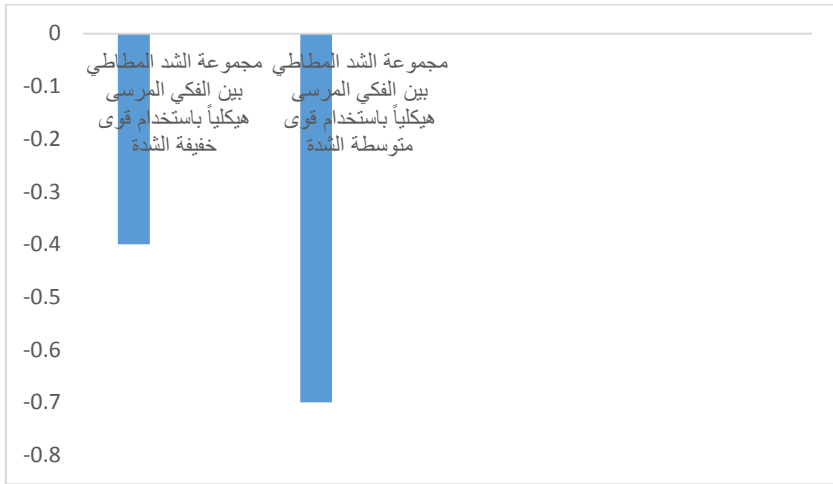 0
-0.1
-0.2
-0.3
-0.4
-0.5
-0.6
-0.7
-0.8
مجموعة الشد المطاطي
بين الفكي المرسى
هيكلياً باستخدام قوى
خفيفة الشدة
مجموعة الشد المطاطي
بين الفكي المرسى
هيكلياً باستخدام قوى
متوسطة الشدة